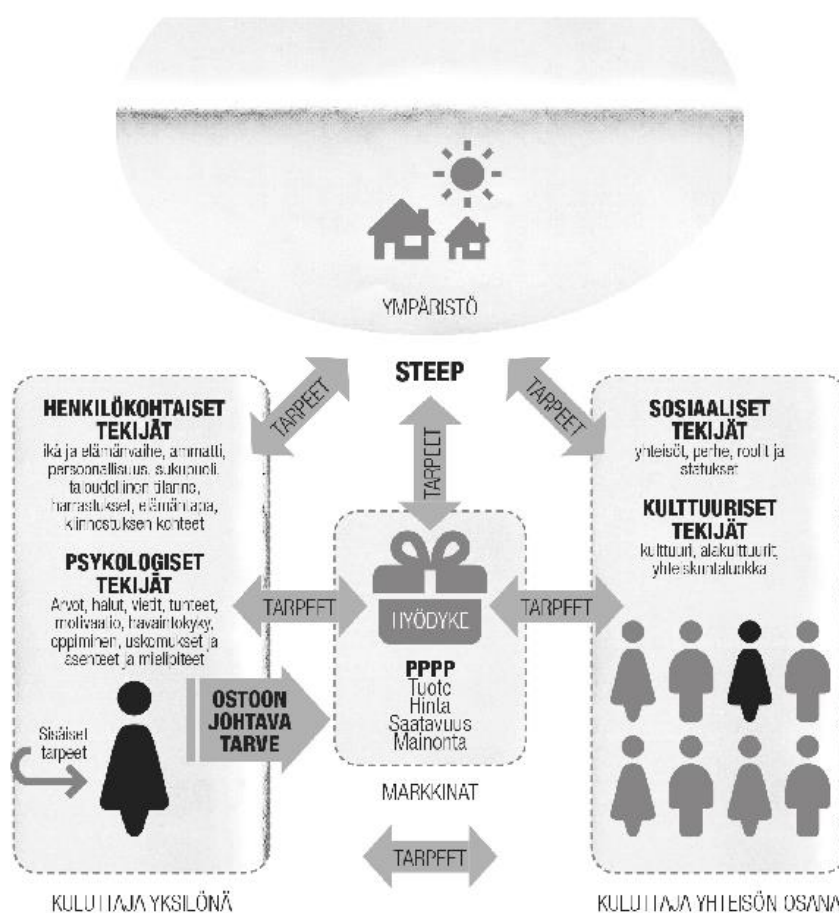 YMPÄRISTÖ
STEEP
TARPEET
TARPEET
TARPEET
HENKILÖKOHTAISET
TEKIJÄT
ikä ja elämänvaihe, ammatti,
persoonallisuus, sukupuoli,
taloudellinen tilanne,
harrastukset, elämäntapa,
kiinnostuksen kohteet
PSYKOLOGISET
TEKIJÄT
Arvot, halut, vietit, tunteet,
motivaatio, havaintokyky,
oppiminen, uskomukset ja
asenteet ja mielipiteet
Sisäiset
tarpeet
OSTOON
JOHTAVA
TARVE
TARPEET
HYÖDYKE
PPPP
Tuote
Hinta
Saatavuus
Mainonta
MARKKINAT
TARPEET
TARPEET
SOSIAALISET
TEKIJÄT
yhteisöt, perhe, roolit ja
statukset
KULTTUURISET
TEKIJÄT
kulttuuri, alakulttuurit,
yhteiskuntaluokka
KULUTTAJA YKSILÖNÄ
KULUTTAJA YHTEISÖN OSANA